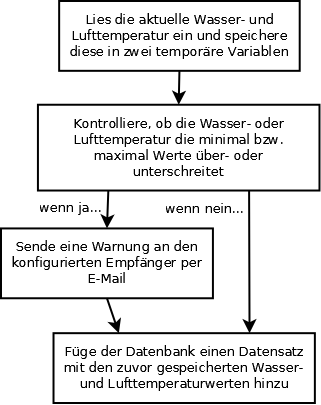 Lies die aktuelle Wasser- und
Lufttemperatur ein und speichere
diese in zwei temporäre Variablen
Kontrolliere, ob die Wasser- oder
Lufttemperatur die minimal bzw.
maximal Werte über- oder
unterschreitet
wenn ja...
wenn nein...
Sende eine Warnung an den
konfigurierten Empfänger per
E-Mail
Füge der Datenbank einen Datensatz
mit den zuvor gespeicherten Wasser-
und Lufttemperaturwerten hinzu